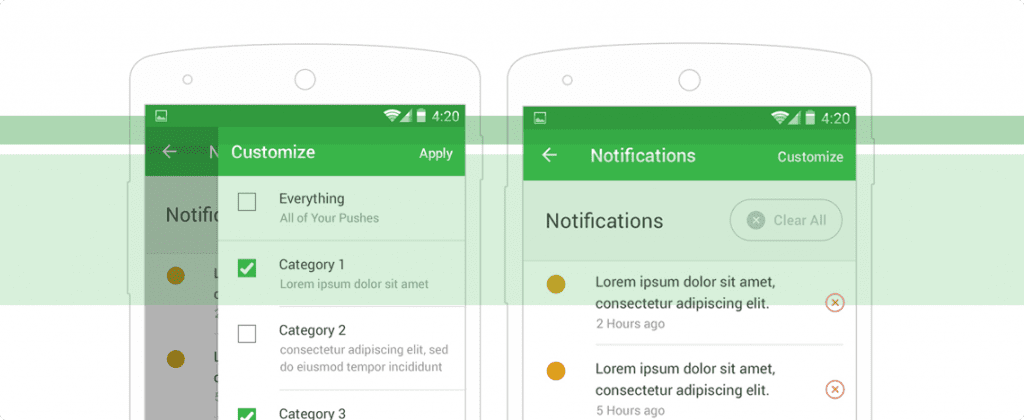 4:20
N
Customize
Apply
Notific
Everything
All of Your Pushes
L
Category 1
Lorem ipsum dolor sit amet
Category 2
consectetur adipiscing elit, sed
do eiusmod tempor incididunt
L
Category 3
4:20
Notifications
Customize
Notifications
Clear All
Lorem ipsum dolor sit amet,
consectetur adipiscing elit.
2 Hours ago
Lorem ipsum dolor sit amet,
consectetur adipiscing elit.
5 Hours ago